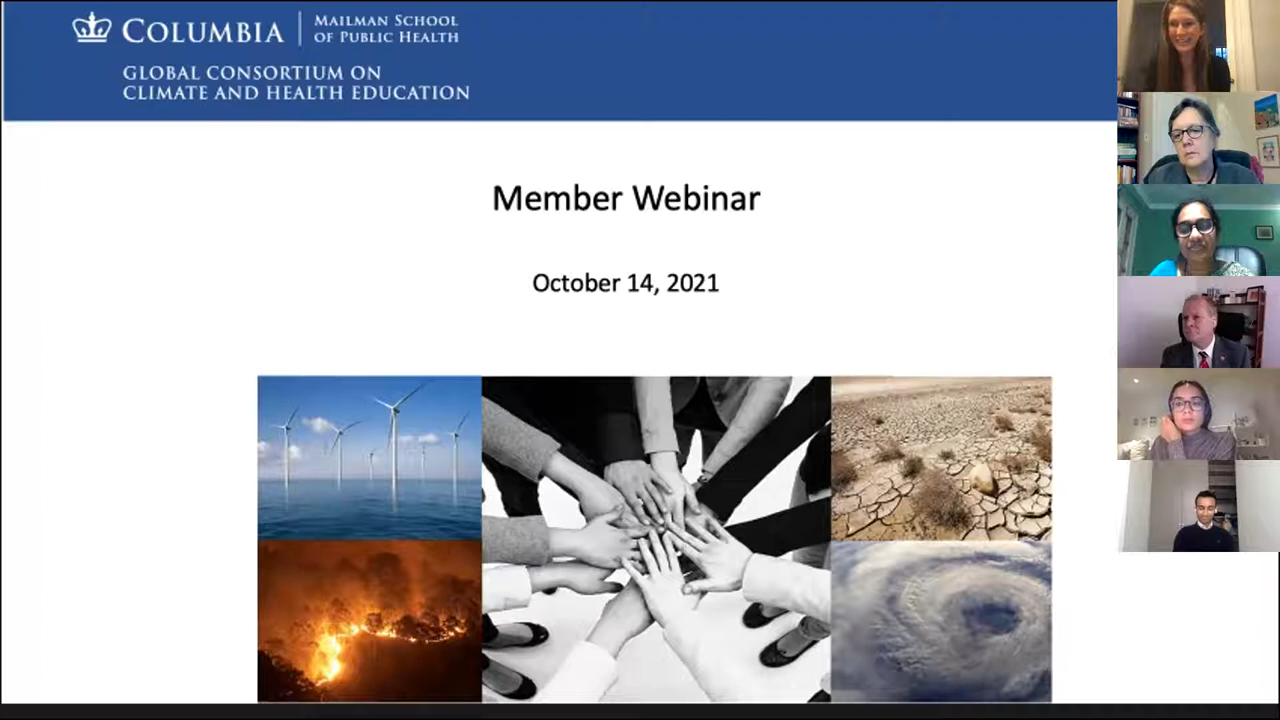 COLUMBIA
MAILMAN SCHOOL
OF PUBLIC HEALTH
GLOBAL CONSORTIUM ON
CLIMATE AND HEALTH EDUCATION
Member Webinar
October 14, 2021